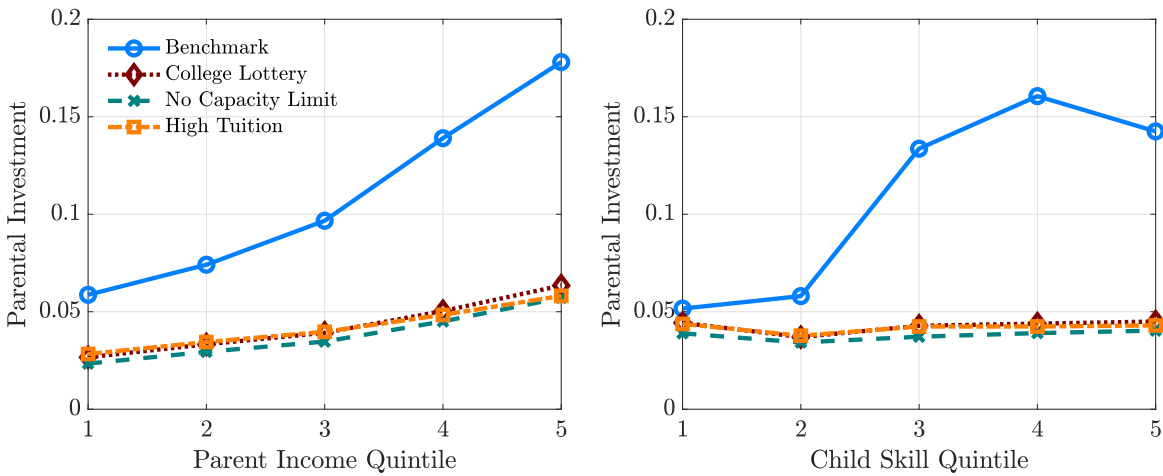 0.2
0.15
0.1
0.05
0
Parental Investment
Benchmark
College Lottery
No Capacity Limit
High Tuition
1 2 3 4 5
Parent Income Quintile
0.2
0.15
0.1
0.05
0
Parental Investment
1 2 3 4 5
Child Skill Quintile